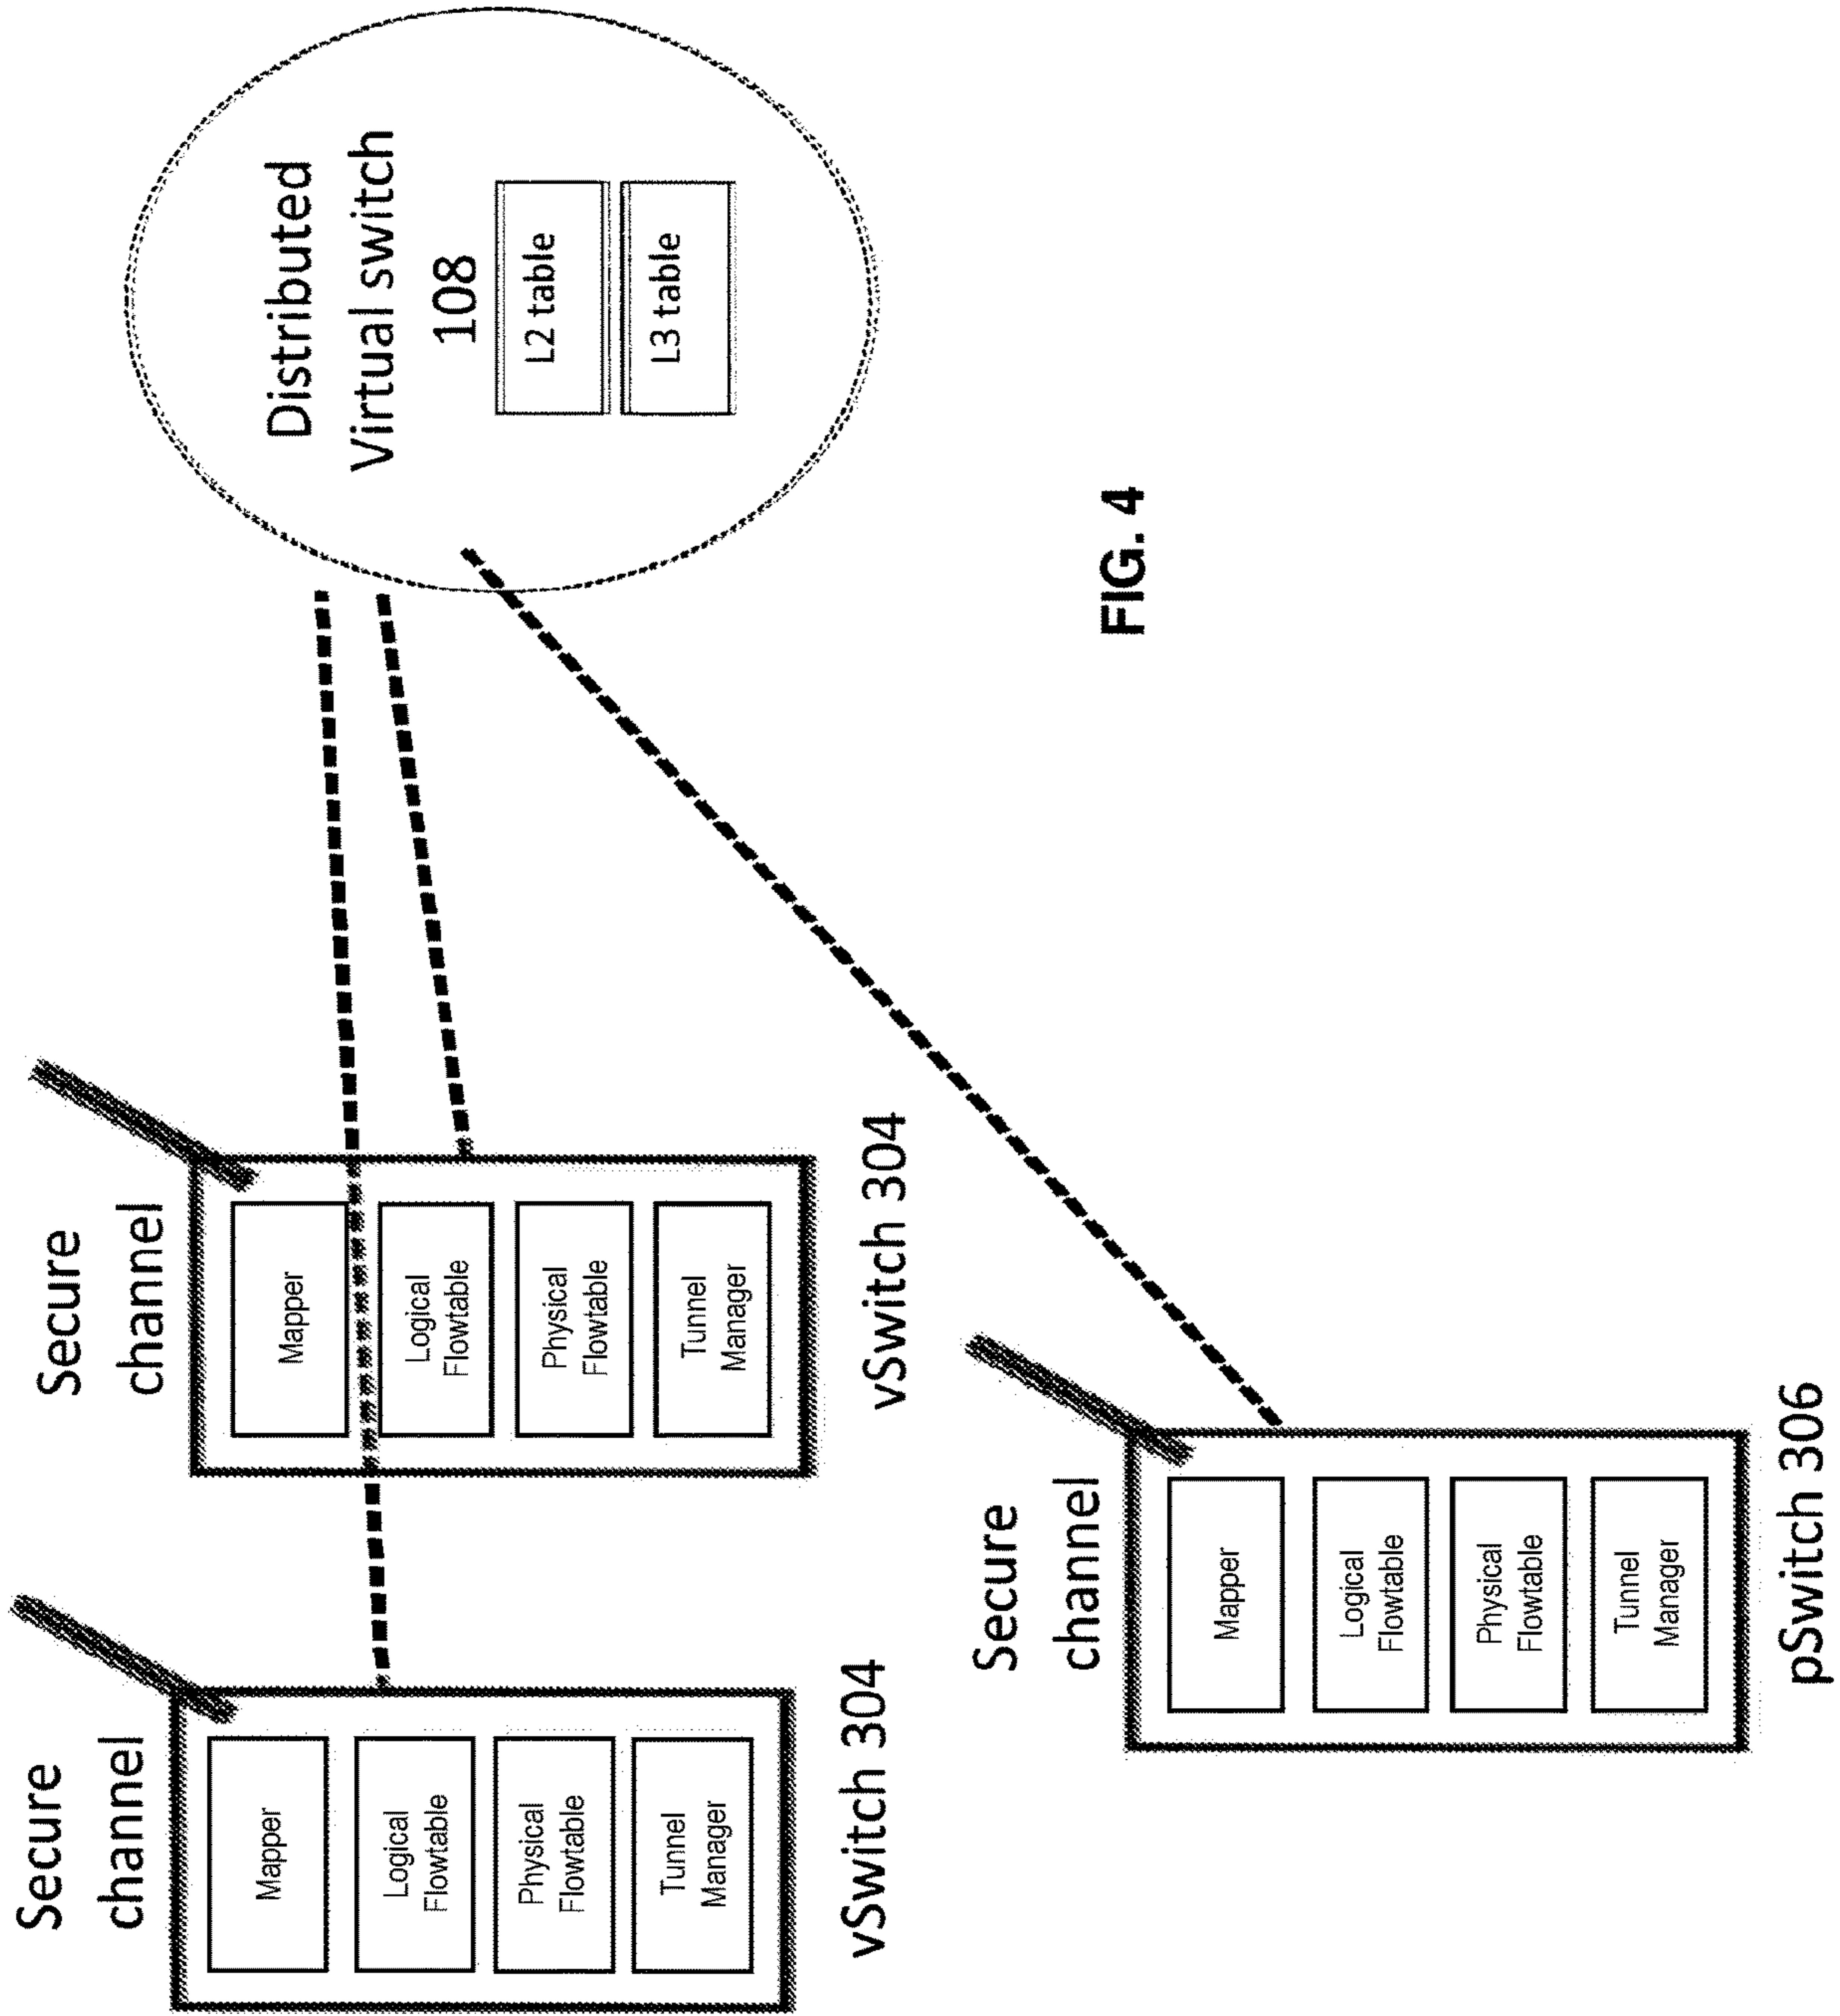 Secure
channel
Mapper
Logical
Flowtable
Physical
Flowtable
Tunnel
Manager
vSwitch 304
Secure
channel
Mapper
Logical
Flowtable
Physical
Flowtable
Tunnel
Manager
vSwitch 304
Distributed
Virtual switch
108
L2 table
L3 table
Secure
channel
Mapper
Logical
Flowtable
Physical
Flowtable
Tunnel
Manager
pSwitch 306
FIG. 4